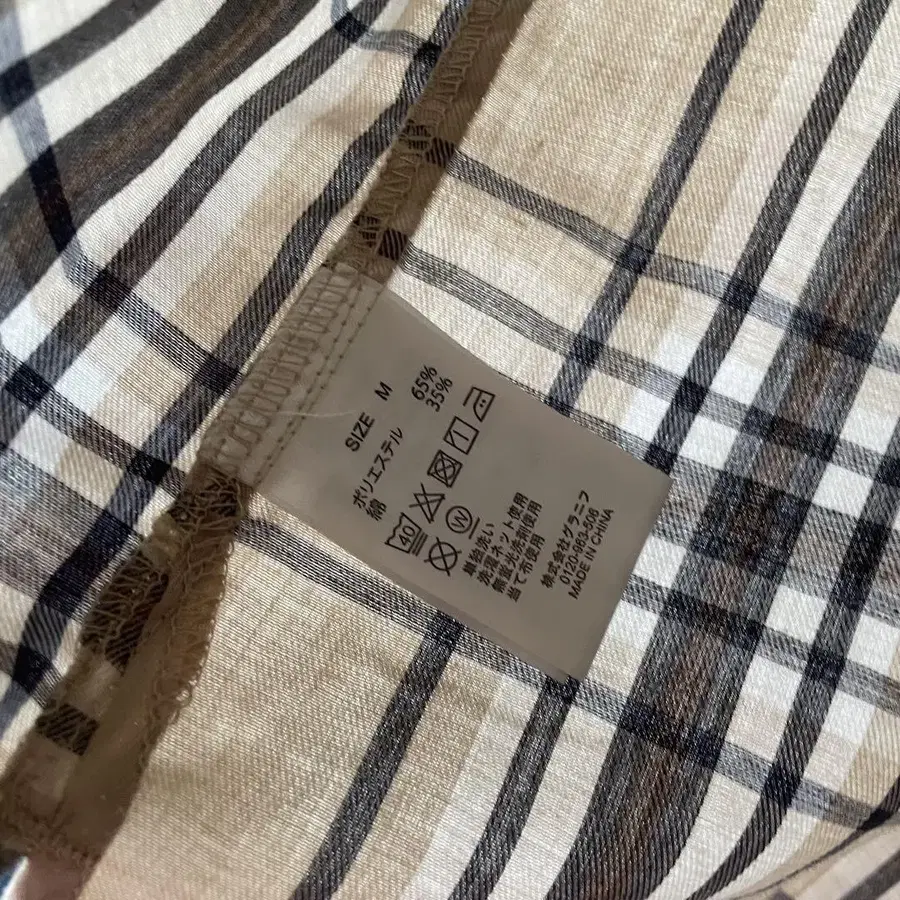 SIZE M
ポリエステル 65%
綿 35%
40
W
単独洗い
洗濯ネット使用
無蛍光洗剤使用
当て布使用
株式会社グラニフ
0120-963-506
MADE IN CHINA